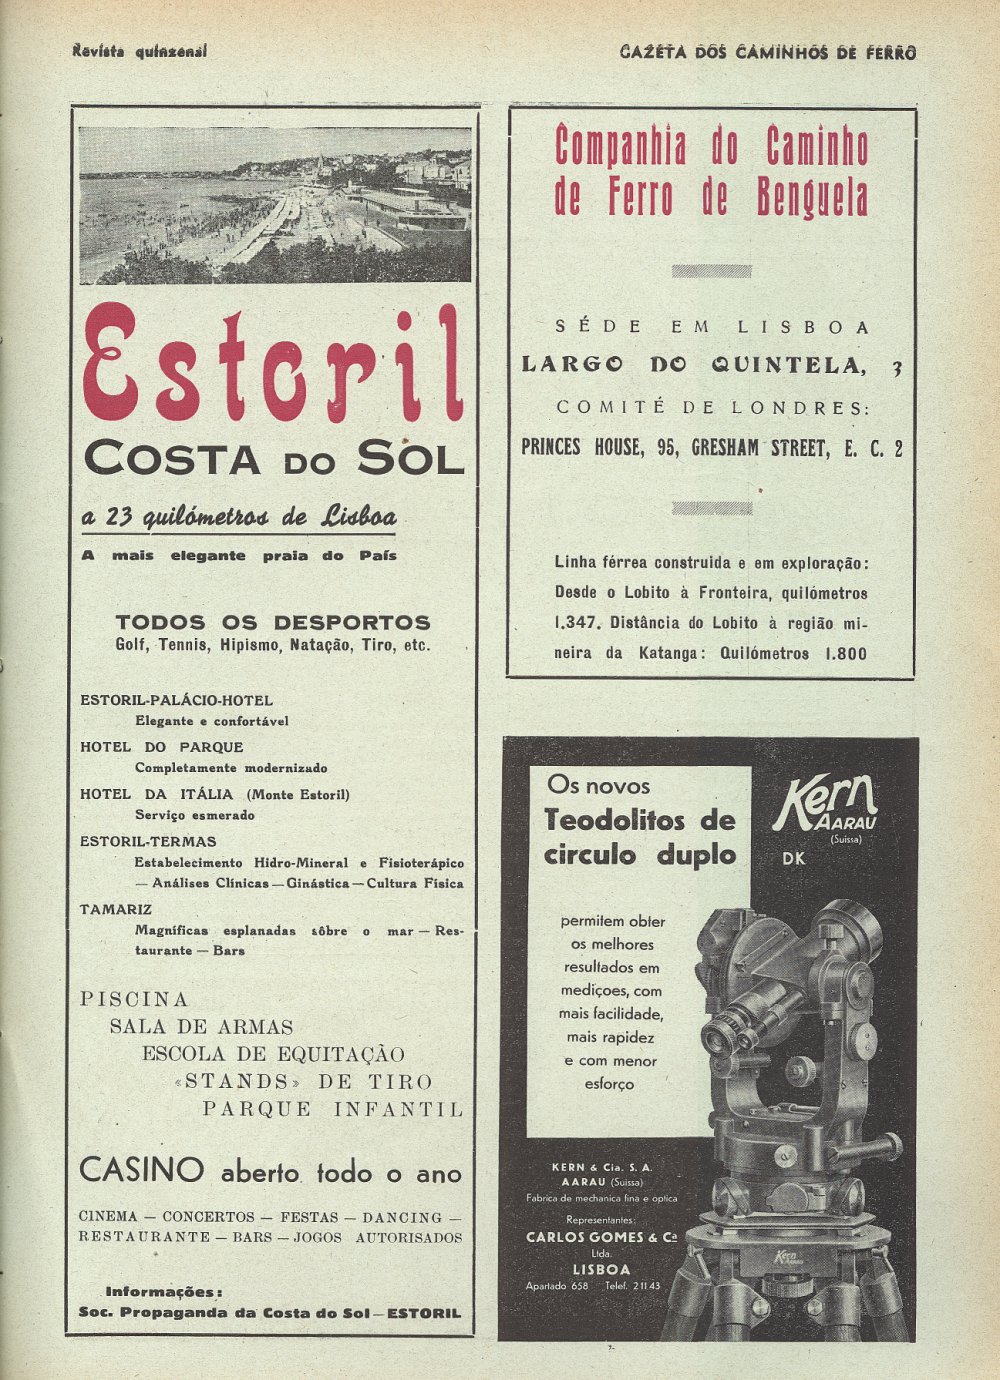 Revista quinzenal
GAZETA DOS CAMINHOS DE FERRO
Estoril
COSTA DO SOL
a 23 quilómetros de Lisboa
A mais elegante praia do País
TODOS OS DESPORTOS
Golf, Tennis, Hipismo, Natação, Tiro, etc.
ESTORIL-PALÁCIO-HOTEL
Elegante e confortável
HOTEL DO PARQUE
Completamente modernizado
HOTEL DA ITÁLIA (Monte Estoril)
Serviço esmerado
ESTORIL-TERMAS
Estabelecimento Hidro-Mineral e Fisioterápico
— Análises Clínicas — Ginástica — Cultura Física
TAMARIZ
Magníficas esplanadas sôbre o mar — Res-
taurante — Bars
PISCINA
SALA DE ARMAS
ESCOLA DE EQUITAÇÃO
«STANDS» DE TIRO
PARQUE INFANTIL
CASINO aberto todo o ano
CINEMA — CONCERTOS — FESTAS — DANCING —
RESTAURANTE — BARS — JOGOS AUTORISADOS
Informações:
Soc. Propaganda da Costa do Sol — ESTORIL
Companhia do Caminho
de Ferro de Benguela
SÉDE EM LISBOA
LARGO DO QUINTELA, 3
COMITÉ DE LONDRES:
PRINCES HOUSE, 95, GRESHAM STREET, E. C. 2
Linha férrea construida e em exploração:
Desde o Lobito à Fronteira, quilómetros
1.347. Distância do Lobito à região mi-
neira da Katanga: Quilómetros 1.800
Os novos
Teodolitos de
circulo duplo
Kern
AARAU
(Suissa)
DK
permitem obter
os melhores
resultados em
medições, com
mais facilidade,
mais rapidez
e com menor
esforço
KERN & Cia. S. A.
AARAU (Suissa)
Fabrica de mechanica fina e optica
Representantes:
CARLOS GOMES & Cª
Ltda.
LISBOA
Apartado 658 Telef. 2 11 43
Kern
AARAU